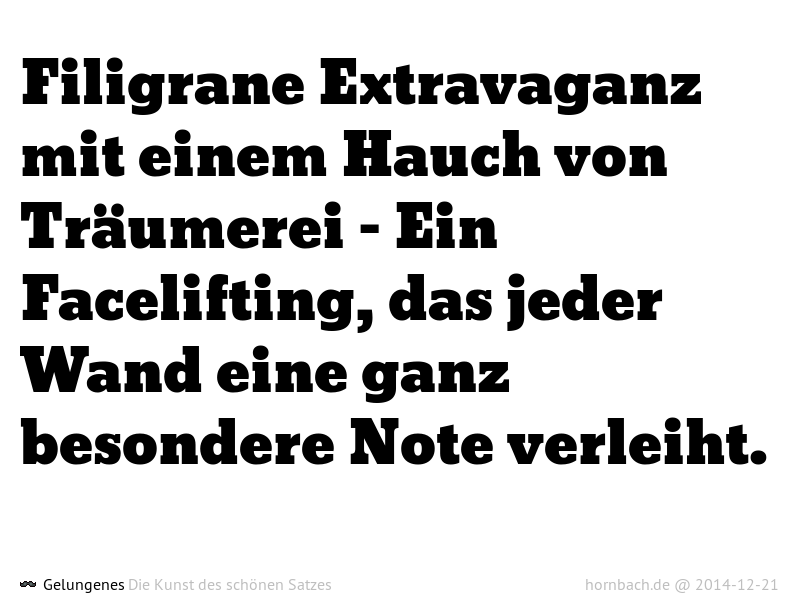 Filigrane Extravaganz
mit einem Hauch von
Träumerei - Ein
Facelifting, das jeder
Wand eine ganz
besondere Note verleiht.
Gelungenes Die Kunst des schönen Satzes
hornbach.de @ 2014-12-21